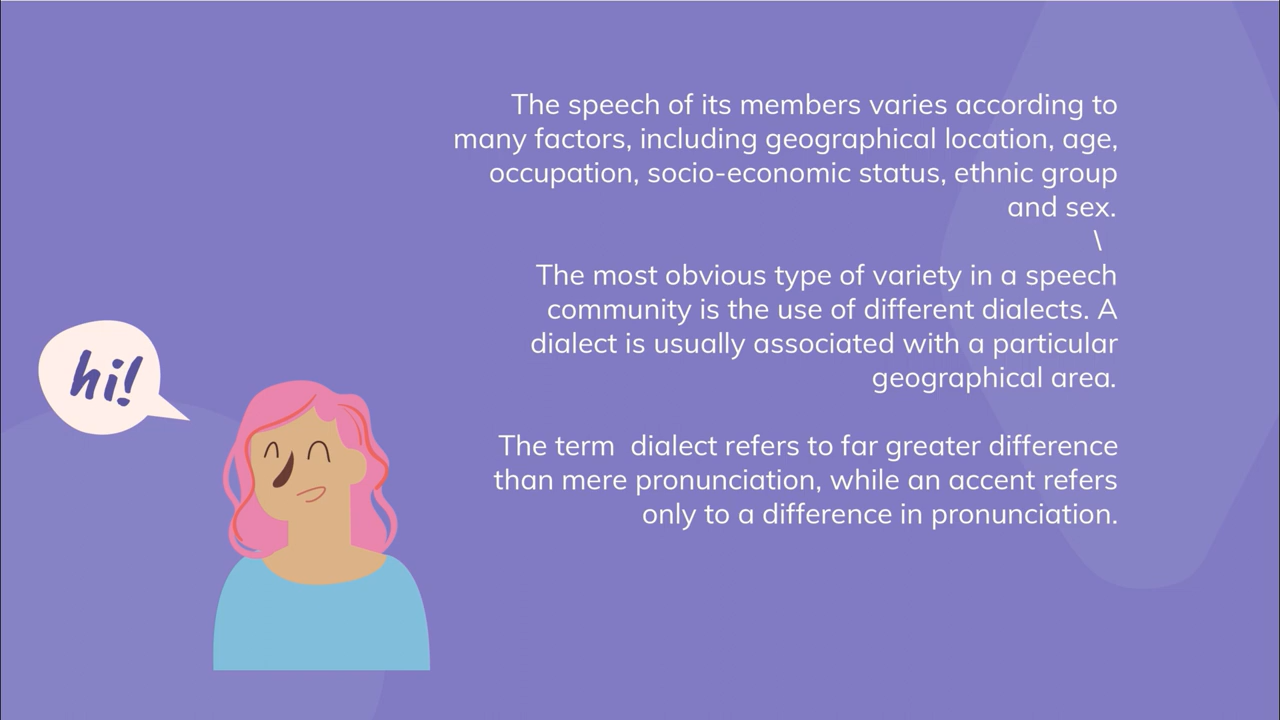 The speech of its members varies according to
many factors, including geographical location, age,
occupation, socio-economic status, ethnic group
and sex.
\
The most obvious type of variety in a speech
community is the use of different dialects. A
dialect is usually associated with a particular
geographical area.
The term  dialect refers to far greater difference
than mere pronunciation, while an accent refers
only to a difference in pronunciation.
hi!